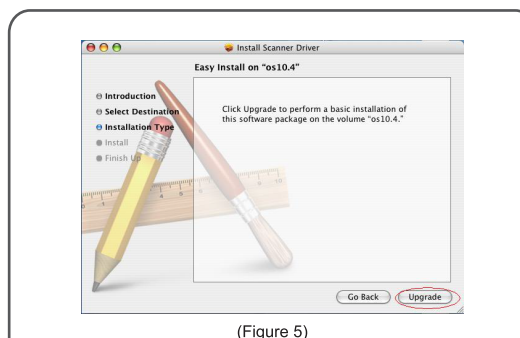 Install Scanner Driver
Easy Install on “os10.4”
Introduction
Select Destination
Installation Type
Install
Finish Up
Click Upgrade to perform a basic installation of
this software package on the volume “os10.4.”
Go Back
Upgrade
(Figure 5)